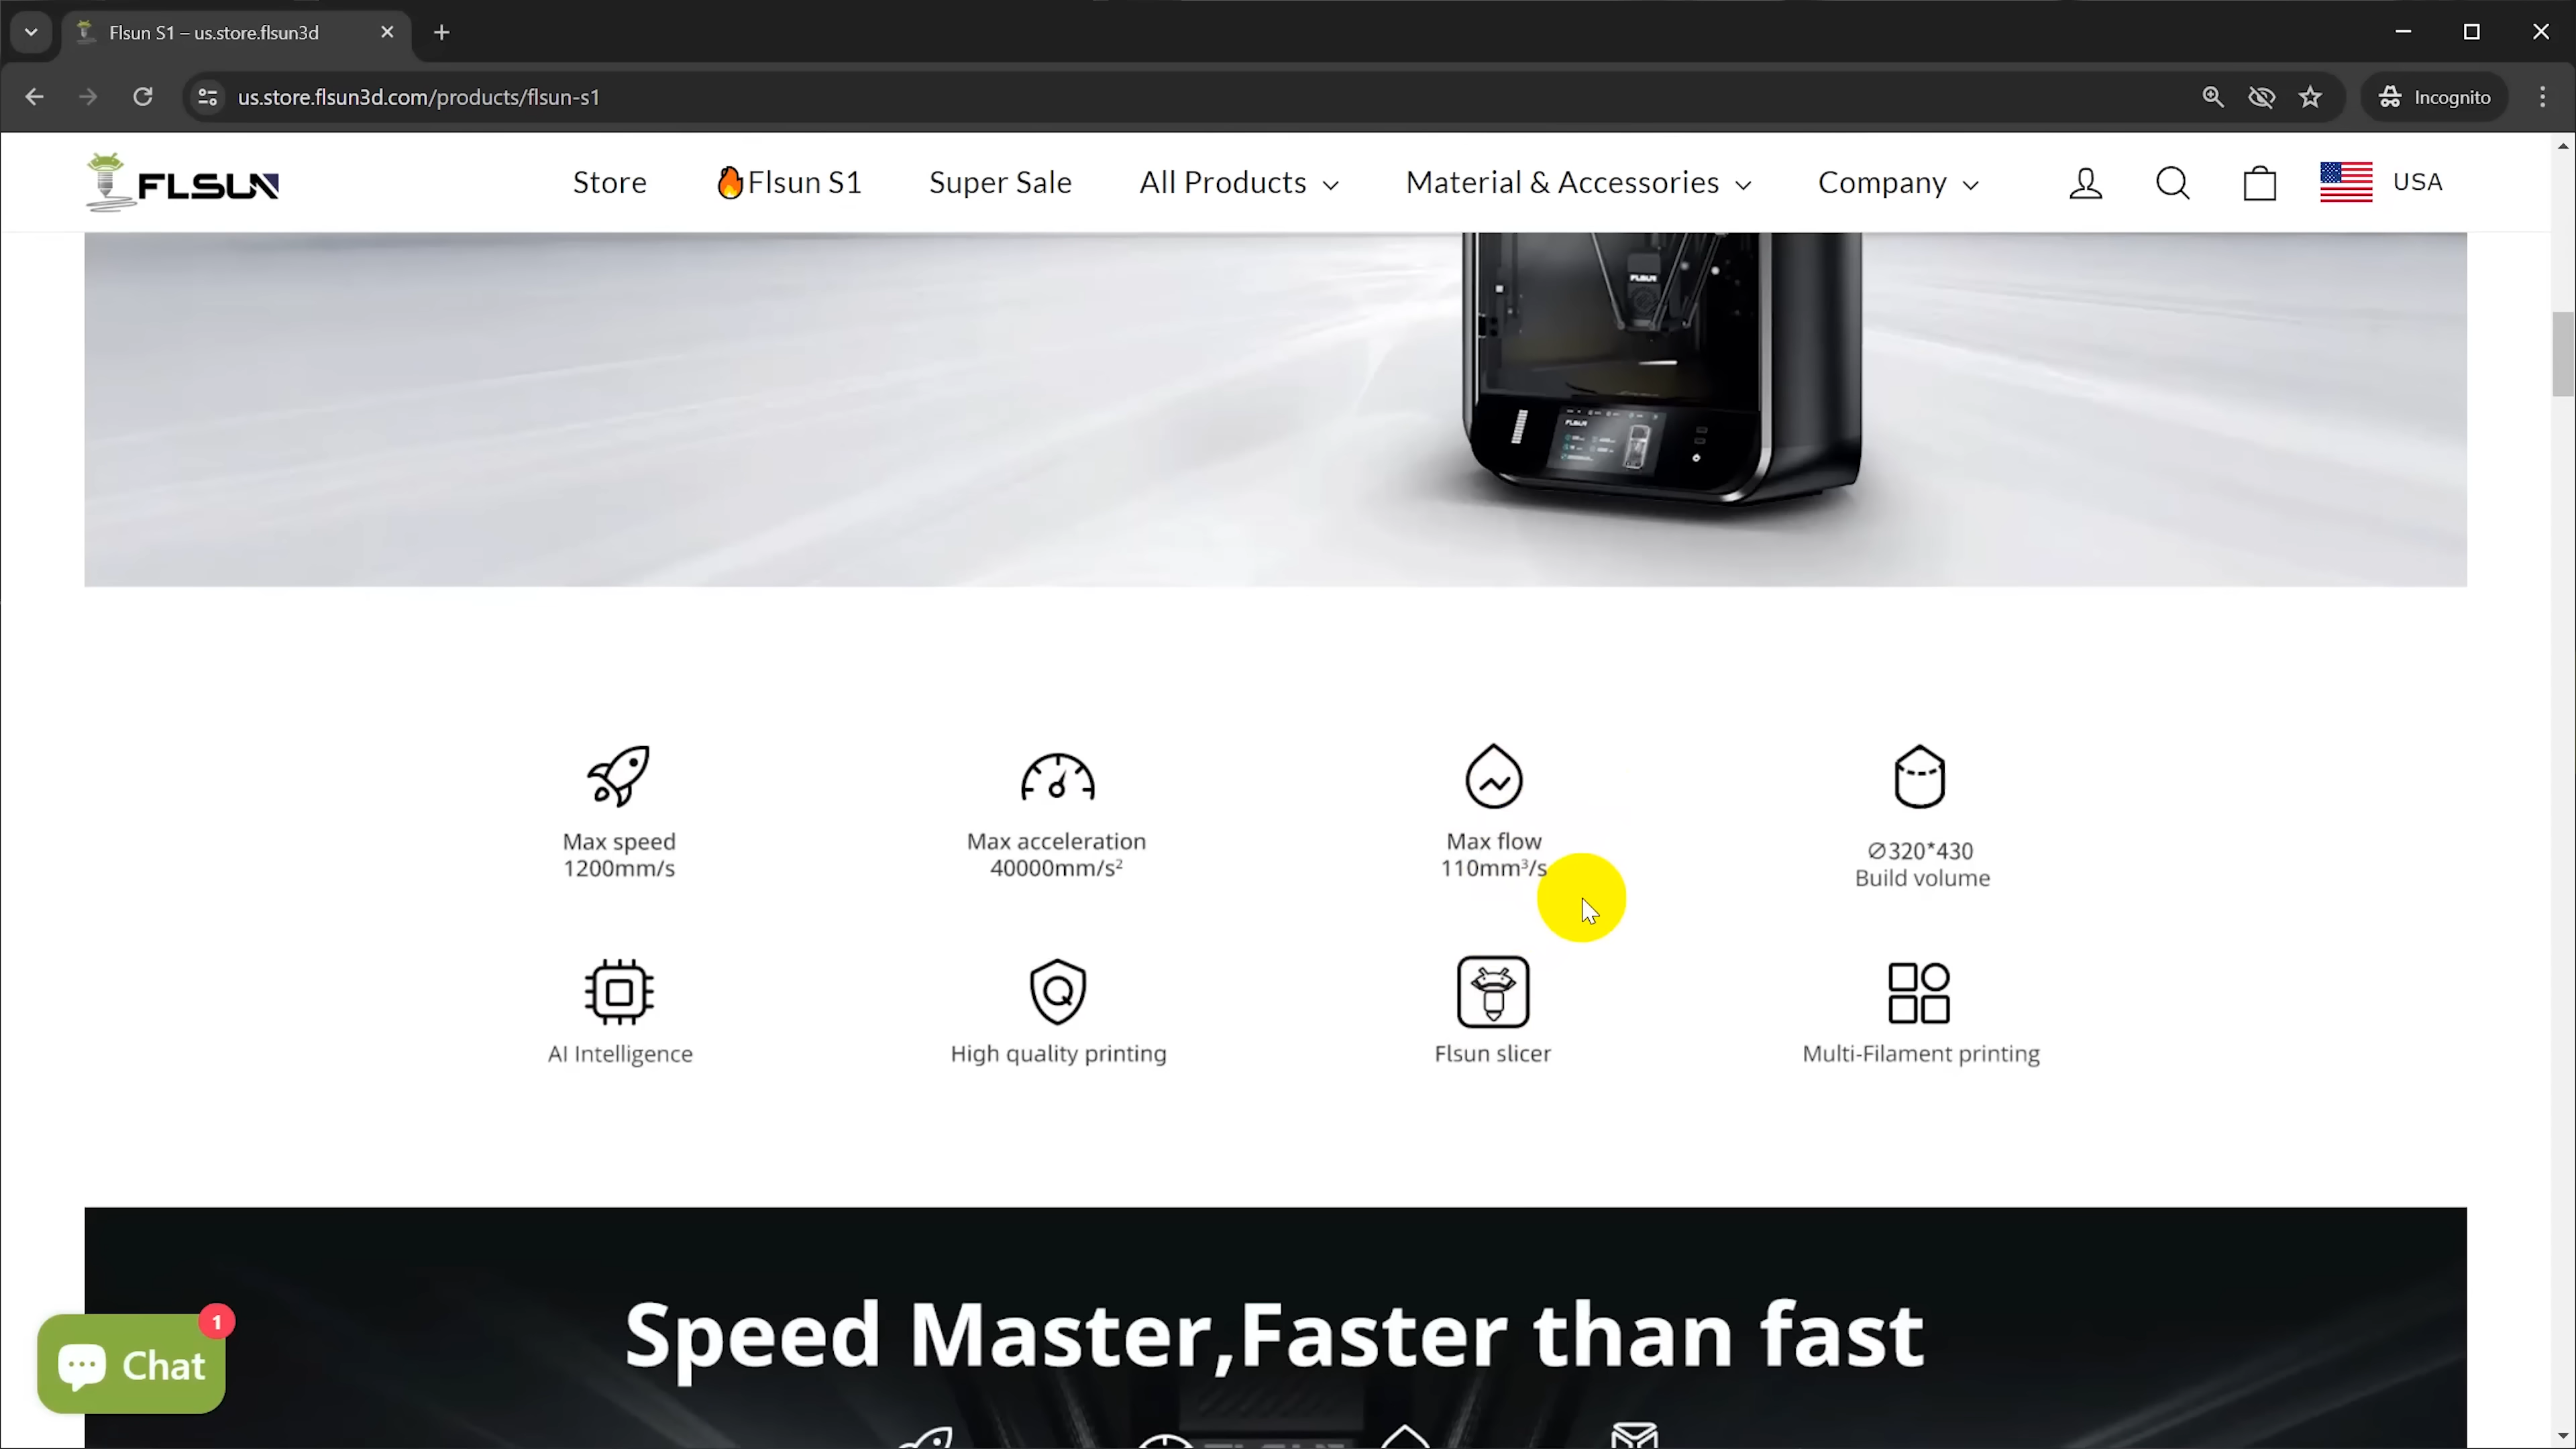 Flsun S1 – us.store.flsun3d
us.store.flsun3d.com/products/flsun-s1
Incognito
FLSUN
Store
🔥Flsun S1
Super Sale
All Products
Material & Accessories
Company
USA
FLSUN
FLSUN
Max speed
1200mm/s
Max acceleration
40000mm/s²
Max flow
110mm³/s
∅320*430
Build volume
AI Intelligence
High quality printing
Flsun slicer
Multi-Filament printing
Speed Master,Faster than fast
1
Chat